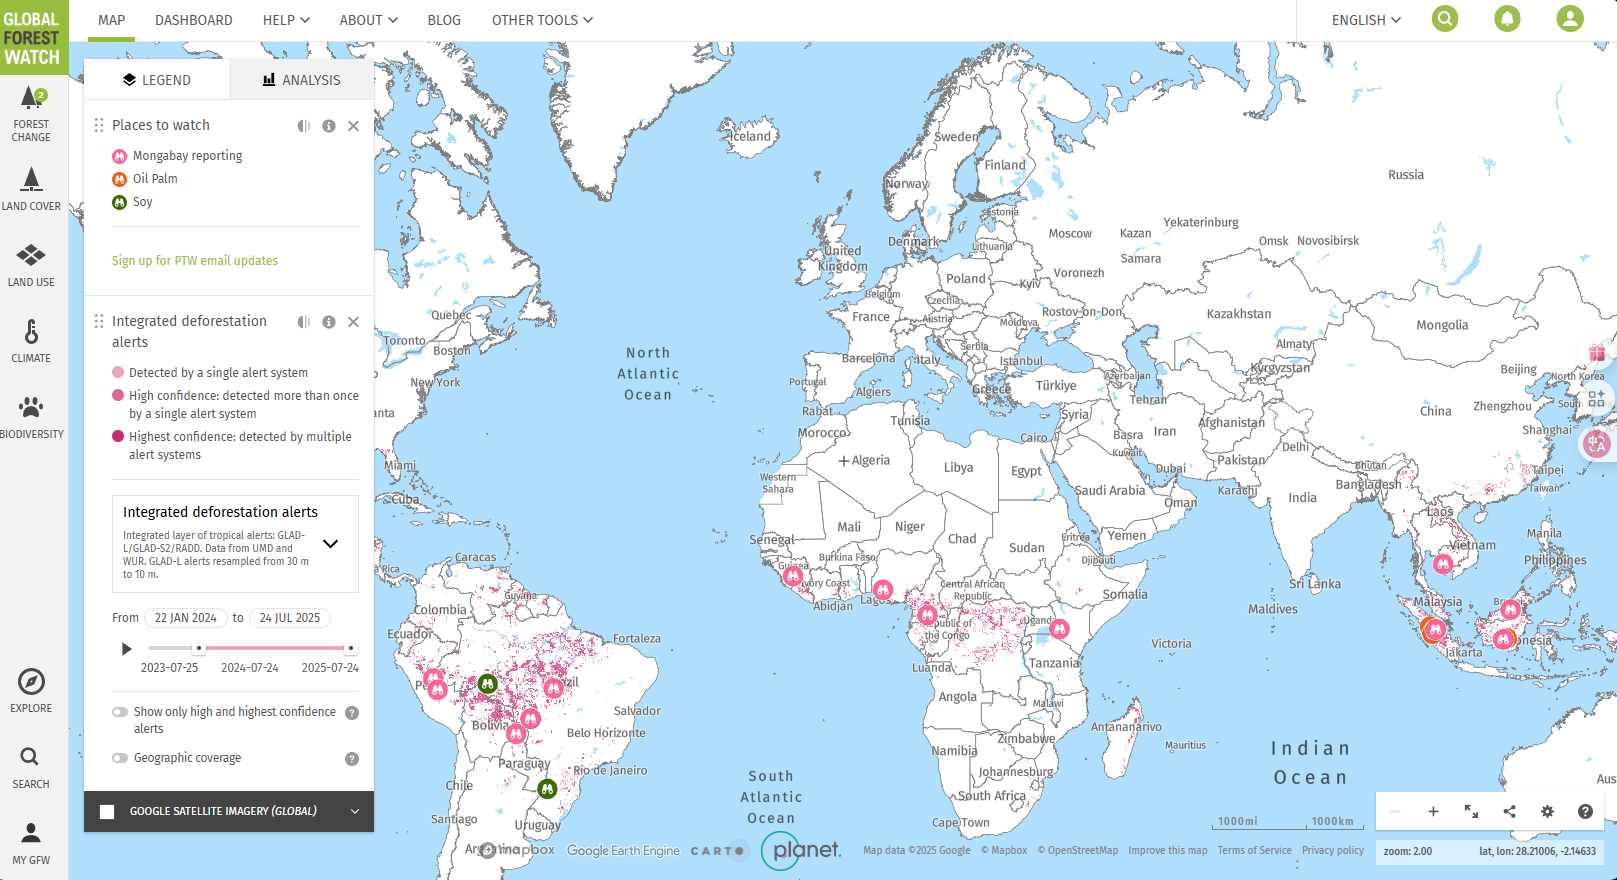 GLOBAL
FOREST
WATCH
MAP
DASHBOARD
HELP
ABOUT
BLOG
OTHER TOOLS
ENGLISH
2
FOREST
CHANGE
LAND COVER
LAND USE
CLIMATE
BIODIVERSITY
EXPLORE
SEARCH
MY GFW
LEGEND
ANALYSIS
Places to watch
Mongabay reporting
Oil Palm
Soy
Sign up for PTW email updates
Integrated deforestation
alerts
Detected by a single alert system
High confidence: detected more than once
by a single alert system
Highest confidence: detected by multiple
alert systems
Integrated deforestation alerts
Integrated layer of tropical alerts: GLAD-
L/GLAD-S2/RADD. Data from UMD and
WUR. GLAD-L alerts resampled from 30 m
to 10 m.
From 22 JAN 2024 to 24 JUL 2025
2023-07-25 2024-07-24 2025-07-24
Show only high and highest confidence
alerts
Geographic coverage
GOOGLE SATELLITE IMAGERY (GLOBAL)
Iceland
Sweden
Finland
Norway
Russia
Estonia
Yekaterinburg
Moscow
Kazan
Omsk
Novosibirsk
Denmark
Lithuania
United
Kingdom
Samara
Voronezh
Poland
Kyiv
Belgium
Czechia
Quebec
France
Austria
Moldova
Rostov-on-Don
Kazakhstan
Mongolia
Toronto
Boston
Serbia
Almaty
North
Atlantic
Ocean
Barcelona
Italy
Istanbul
Kyrgyzstan
Beijing
North Korea
New York
Portugal
Algiers
Greece
Türkiye
Azerbaijan
Tehran
Rabat
Tunisia
Syria
China
Zhengzhou
Morocco
Cairo
Basra
Iran
Afghanistan
Shanghai
Delhi
Miami
Algeria
Libya
Egypt
Kuwait
Dubai
Pakistan
Bhutan
Bangladesh
Taipei
Taiwan
Western
Sahara
Cuba
Saudi Arabia
Oman
Karachi
India
Laos
Mali
Niger
Chad
Sudan
Eritrea
Yemen
Vietnam
Manila
Philippines
Senegal
Burkina Faso
Djibouti
Caracas
Guinea
Ivory Coast
Central African
Republic
Sri Lanka
Guyana
Abidjan
Somalia
Maldives
Malaysia
Colombia
Uganda
the Congo
Ecuador
Fortaleza
Victoria
Jakarta
Luanda
Tanzania
Angola
Malawi
Salvador
Bolivia
Belo Horizonte
Antananarivo
Mauritius
Zimbabwe
Namibia
Paraguay
Rio de Janeiro
Johannesburg
Indian
Ocean
Chile
South
Atlantic
Ocean
South Africa
Santiago
Uruguay
Cape Town
1000mi 1000km
mapbox
Google Earth Engine
CARTO
planet.
Map data ©2025 Google © Mapbox © OpenStreetMap Improve this map Terms of Service Privacy policy
zoom: 2.00
lat, lon: 28.21006, -2.14633